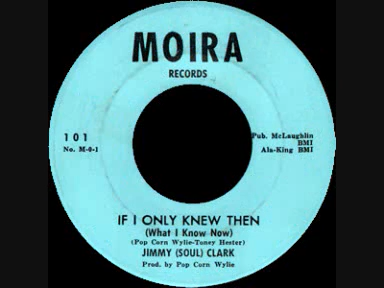 MOIRA
RECORDS
101
No. M-0-1
Pub. McLaughlin
BMI
Ala-King BMI
IF I ONLY KNEW THEN
(What I Know Now)
(Pop Corn Wylie-Toney Hester)
JIMMY (SOUL) CLARK
Prod. by Pop Corn Wylie